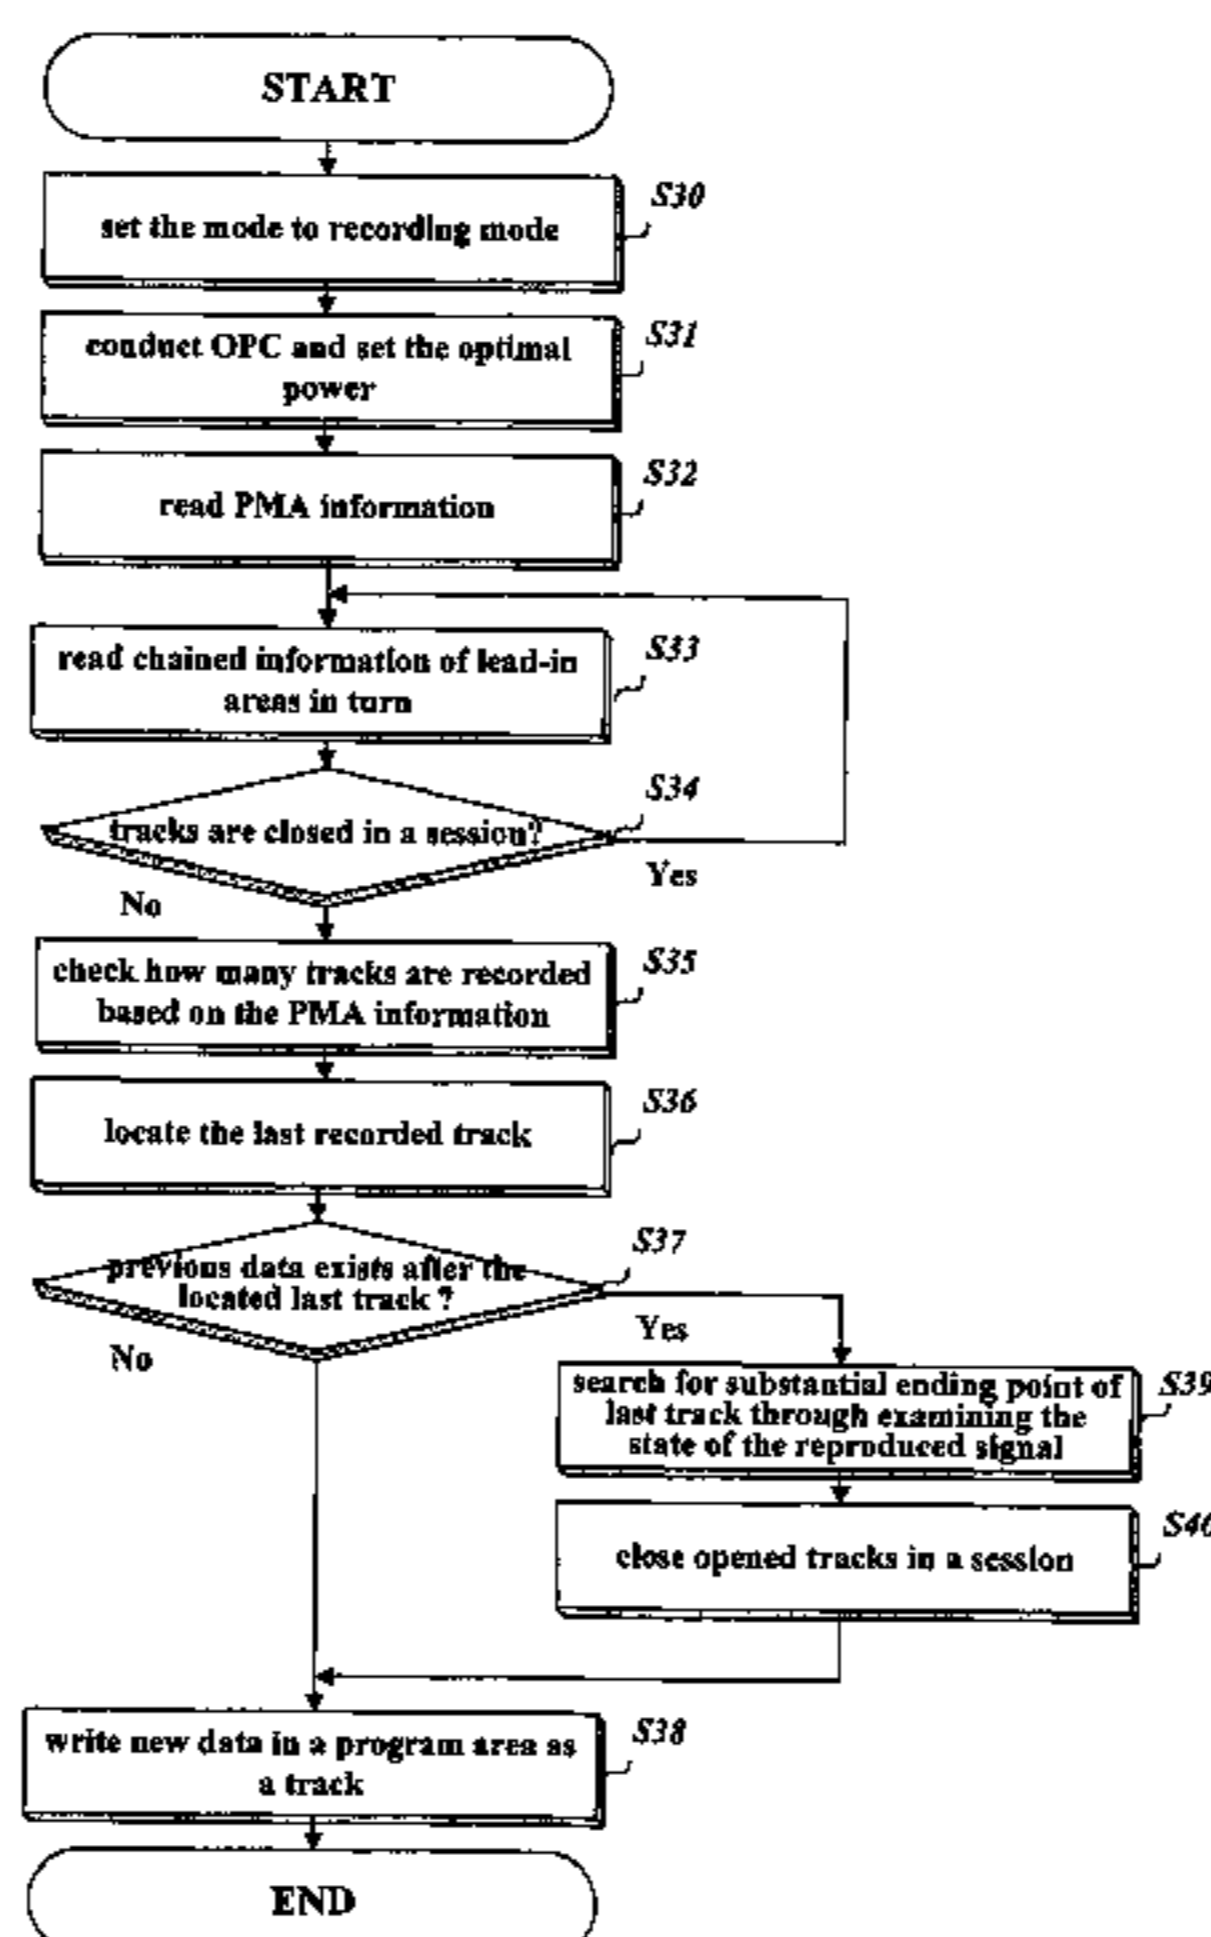 START
S30
set the mode to recording mode
S31
conduct OPC and set the optimal
power
S32
read PMA information
S33
read chained information of lead-in
areas in turn
S34
tracks are closed in a session?
Yes
No
S35
check how many tracks are recorded
based on the PMA information
S36
locate the last recorded track
S37
previous data exists after the
located last track ?
Yes
No
search for substantial ending point of
last track through examining the
state of the reproduced signal
S39
close opened tracks in a session
S40
S38
write new data in a program area as
a track
END